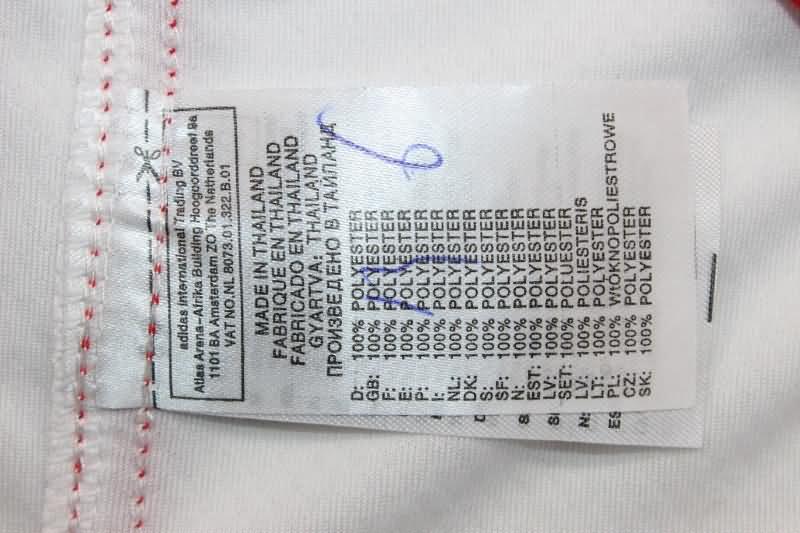 adidas International Trading BV
Atlas Arena-Afrika Building Hoogoorddreef 9a
1101 BA Amsterdam ZO The Netherlands
VAT NO.NL 8073.01.322.B.01
MADE IN THAILAND
FABRIQUE EN THAILAND
FABRICADO EN THAILAND
GYARTVA: THAILAND
ПРОИЗВЕДЕНО В ТАЙЛАНД
D: 100% POLYESTER
GB: 100% POLYESTER
F: 100% POLYESTER
E: 100% POLYESTER
P: 100% POLYESTER
I: 100% POLYESTER
NL: 100% POLYESTER
DK: 100% POLYESTER
S: 100% POLYESTER
SF: 100% POLYESTER
N: 100% POLYESTER
EST: 100% POLYESTER
LV: 100% POLYESTER
SET: 100% POLUESTER
LV: 100% POLIESTERIS
LT: 100% POLYESTER
PL: 100% WŁOKNOPOLIESTROWE
CZ: 100% POLYESTER
SK: 100% POLYESTER